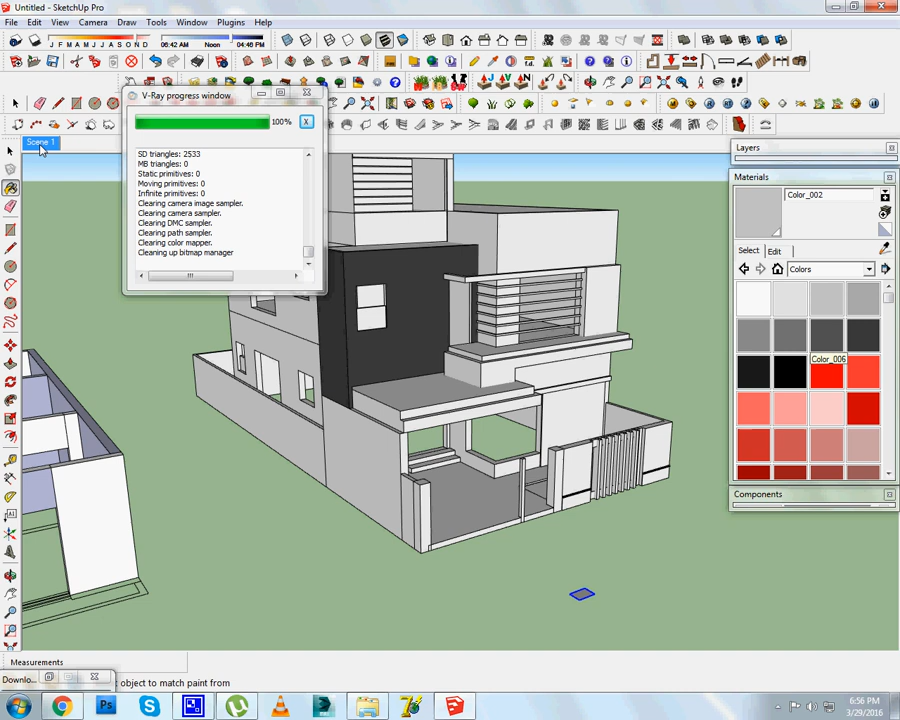 Untitled - SketchUp Pro
File Edit View Camera Draw Tools Window Plugins Help
J F M A M J J A S O N D 06:42 AM Noon 04:46 PM
Scene 1
V-Ray progress window
100%
SD triangles: 2533
MB triangles: 0
Static primitives: 0
Moving primitives: 0
Infinite primitives: 0
Clearing camera image sampler.
Clearing camera sampler.
Clearing DMC sampler.
Clearing path sampler.
Clearing color mapper.
Cleaning up bitmap manager
Layers
Materials
Color_002
Select Edit
Colors
Color_006
Components
Measurements
Downlo...
object to match paint from
6:56 PM
3/29/2016